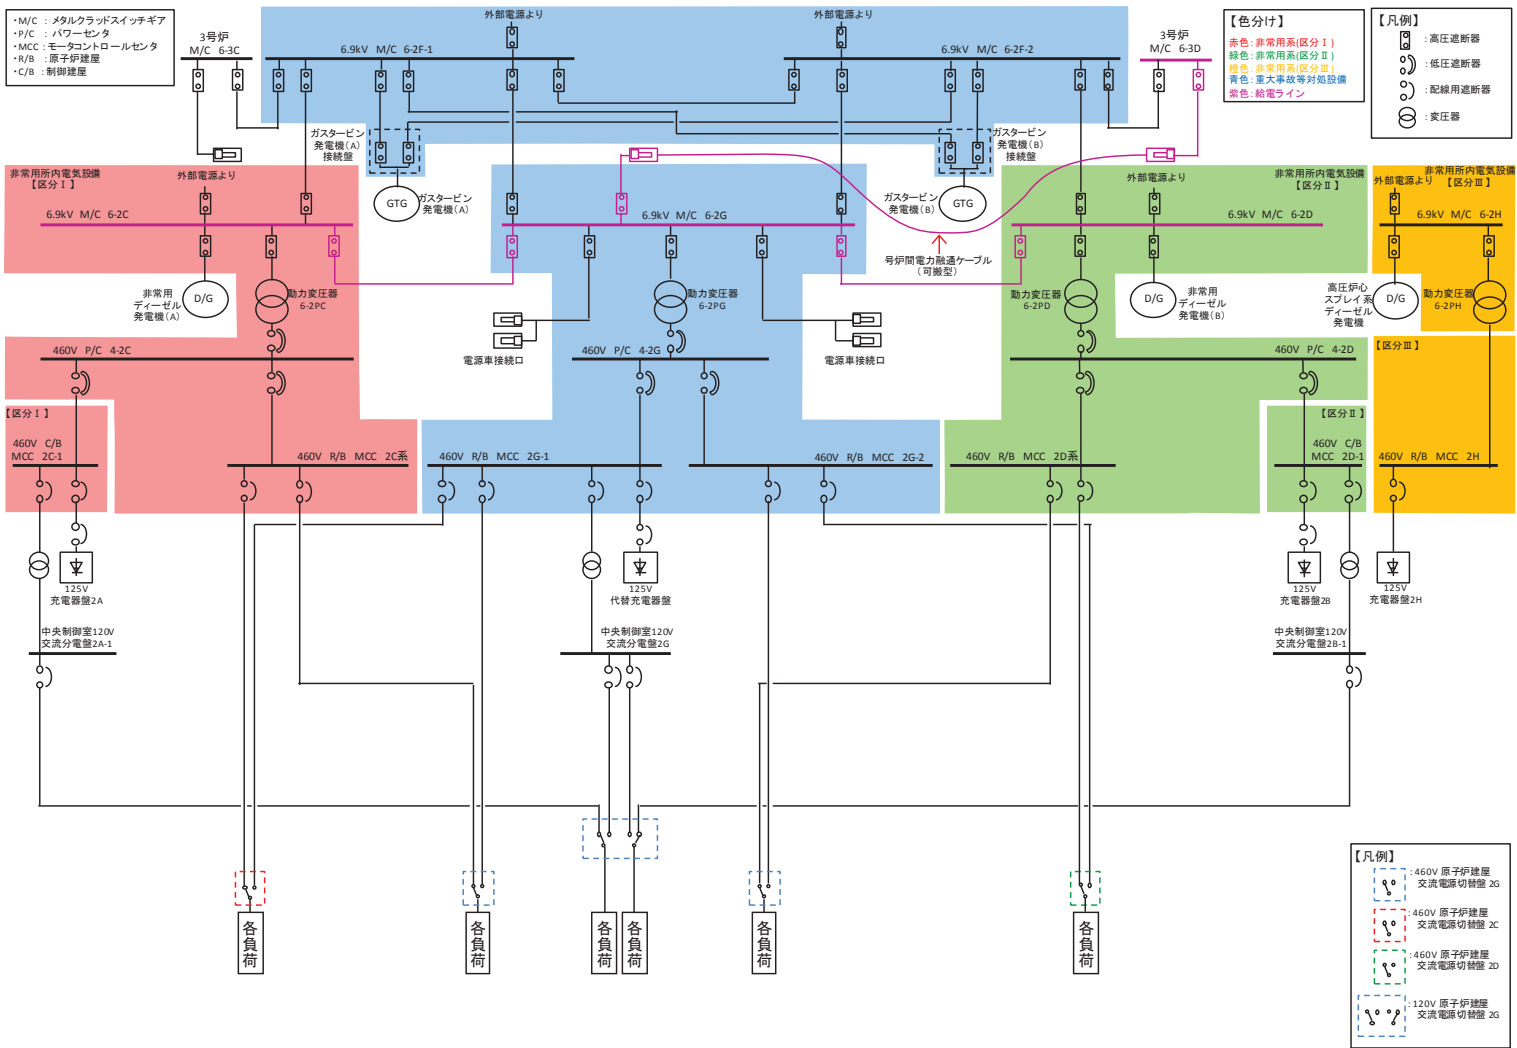 ・M/C ： メタルクラッドスイッチギア
・P/C ： パワーセンタ
・MCC ：モータコントロールセンタ
・R/B ：原子炉建屋
・C/B ：制御建屋
3号炉
M/C 6-3C
外部電源より
6.9kV M/C 6-2F-1
外部電源より
6.9kV M/C 6-2F-2
3号炉
M/C 6-3D
【色分け】
赤色：非常用系(区分Ⅰ)
緑色：非常用系(区分Ⅱ)
橙色：非常用系(区分Ⅲ)
青色：重大事故等対処設備
紫色：給電ライン
【凡例】
：高圧遮断器
：低圧遮断器
：配線用遮断器
：変圧器
ガスタービン
発電機(A)
接続盤
ガスタービン
発電機(B)
接続盤
GTG
ガスタービン
発電機(A)
ガスタービン
発電機(B)
GTG
非常用所内電気設備
【区分Ⅰ】
外部電源より
6.9kV M/C 6-2C
6.9kV M/C 6-2G
号炉間電力融通ケーブル
(可搬型)
外部電源より
非常用所内電気設備
【区分Ⅱ】
6.9kV M/C 6-2D
外部電源より
非常用所内電気設備
【区分Ⅲ】
6.9kV M/C 6-2H
非常用
ディーゼル
発電機(A)
D/G
動力変圧器
6-2PC
動力変圧器
6-2PG
動力変圧器
6-2PD
D/G
非常用
ディーゼル
発電機(B)
高圧炉心
スプレイ系
ディーゼル
発電機
D/G
動力変圧器
6-2PH
電源車接続口
電源車接続口
460V P/C 4-2C
460V P/C 4-2G
460V P/C 4-2D
【区分Ⅲ】
【区分Ⅰ】
460V C/B
MCC 2C-1
460V R/B MCC 2C系
460V R/B MCC 2G-1
460V R/B MCC 2G-2
460V R/B MCC 2D系
【区分Ⅱ】
460V C/B
MCC 2D-1
460V R/B MCC 2H
125V
充電器盤2A
125V
代替充電器盤
125V
充電器盤2B
125V
充電器盤2H
中央制御室120V
交流分電盤2A-1
中央制御室120V
交流分電盤2G
中央制御室120V
交流分電盤2B-1
各負荷
各負荷
各負荷
各負荷
各負荷
各負荷
【凡例】
：460V 原子炉建屋
交流電源切替盤 2G
：460V 原子炉建屋
交流電源切替盤 2C
：460V 原子炉建屋
交流電源切替盤 2D
：120V 原子炉建屋
交流電源切替盤 2G